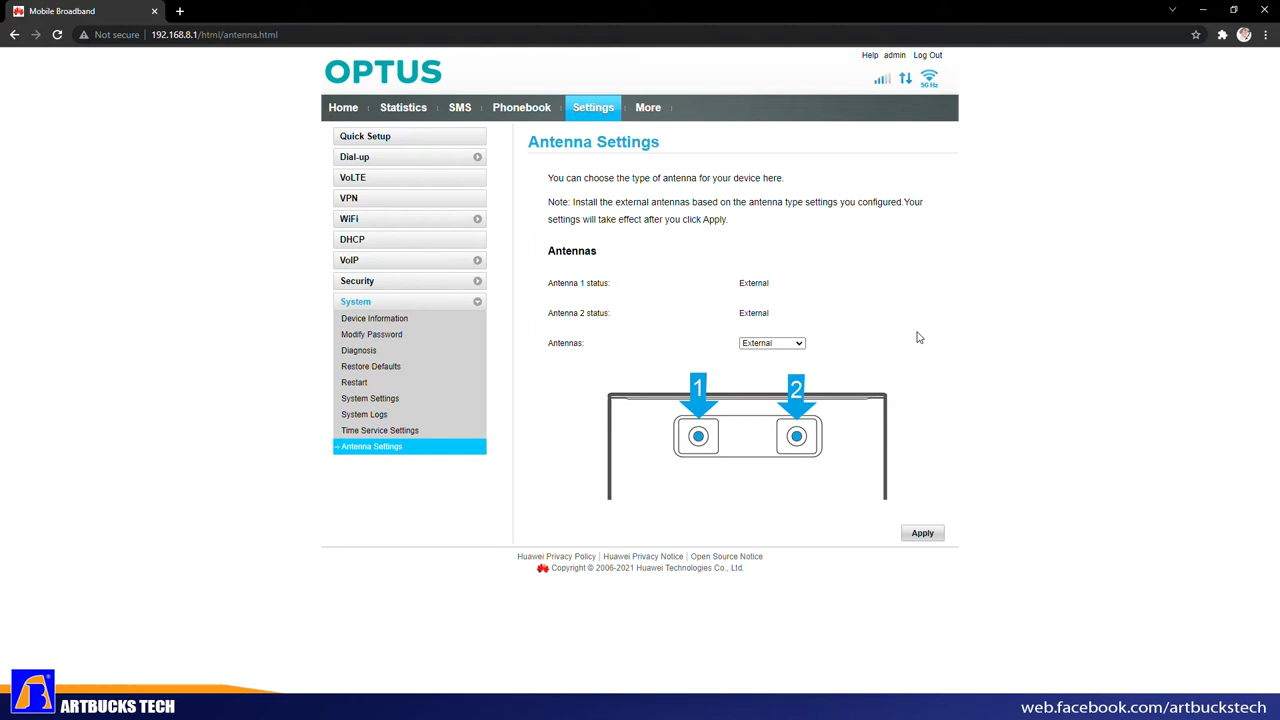 Mobile Broadband
Not secure 192.168.8.1/html/antenna.html
Help admin Log Out
OPTUS
5G Hz
Home Statistics SMS Phonebook Settings More
Quick Setup
Dial-up
VoLTE
VPN
WiFi
DHCP
VoIP
Security
System
Device Information
Modify Password
Diagnosis
Restore Defaults
Restart
System Settings
System Logs
Time Service Settings
Antenna Settings
Antenna Settings
You can choose the type of antenna for your device here.
Note: Install the external antennas based on the antenna type settings you configured.Your
settings will take effect after you click Apply.
Antennas
Antenna 1 status: External
Antenna 2 status: External
Antennas: External
1 2
Apply
Huawei Privacy Policy | Huawei Privacy Notice | Open Source Notice
Copyright © 2006-2021 Huawei Technologies Co., Ltd.
ARTBUCKS TECH
web.facebook.com/artbuckstech